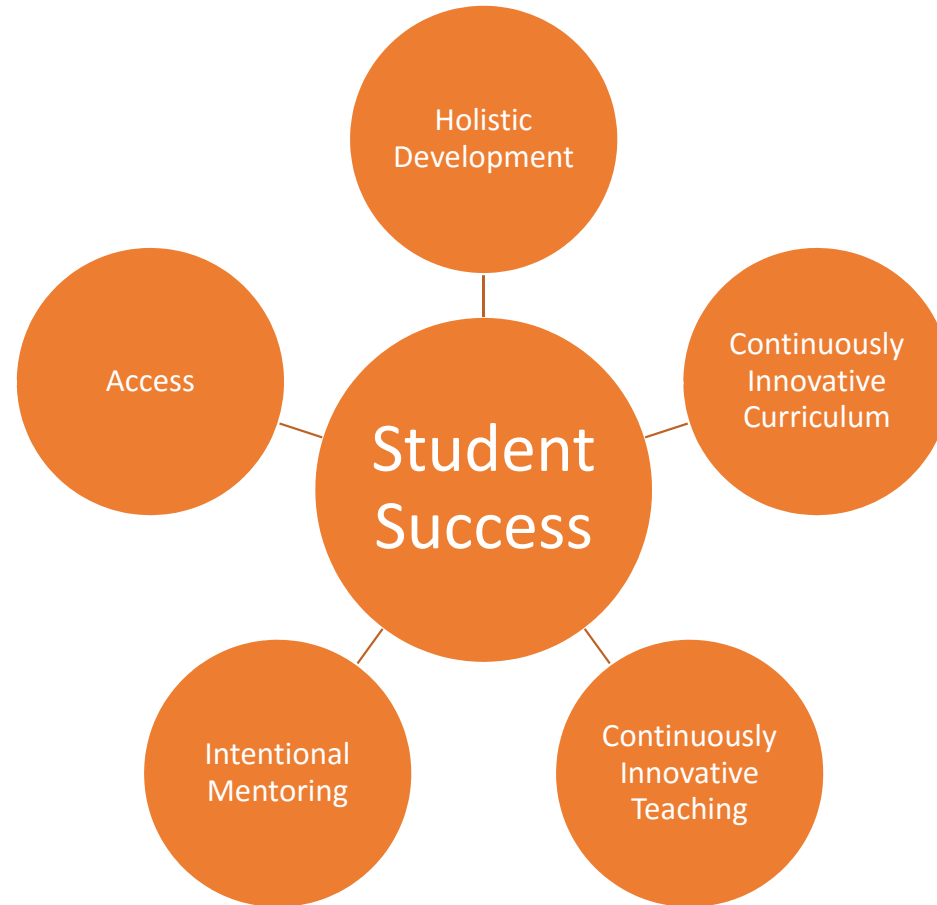 Holistic
Development
Access
Continuously
Innovative
Curriculum
Student
Success
Intentional
Mentoring
Continuously
Innovative
Teaching